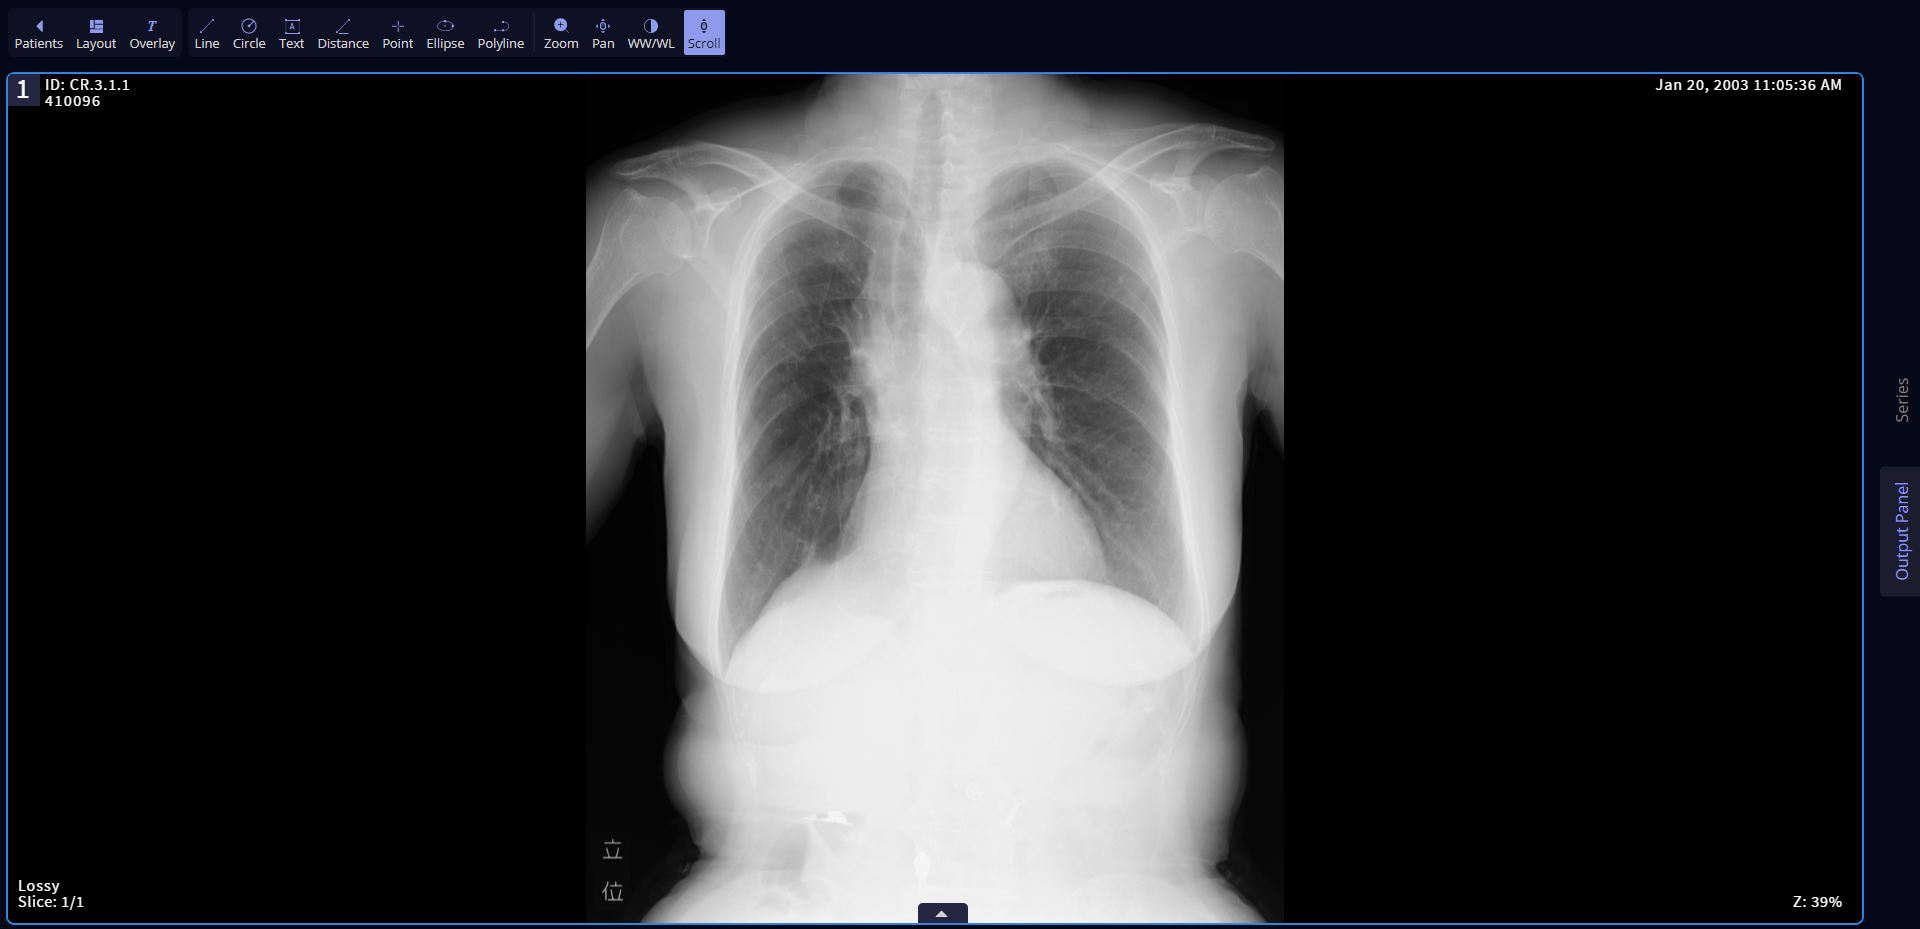 Patients Layout Overlay Line Circle Text Distance Point Ellipse Polyline Zoom Pan WW/WL Scroll
1
ID: CR.3.1.1
410096
Jan 20, 2003 11:05:36 AM
Series
Output Panel
立
位
Lossy
Slice: 1/1
Z: 39%